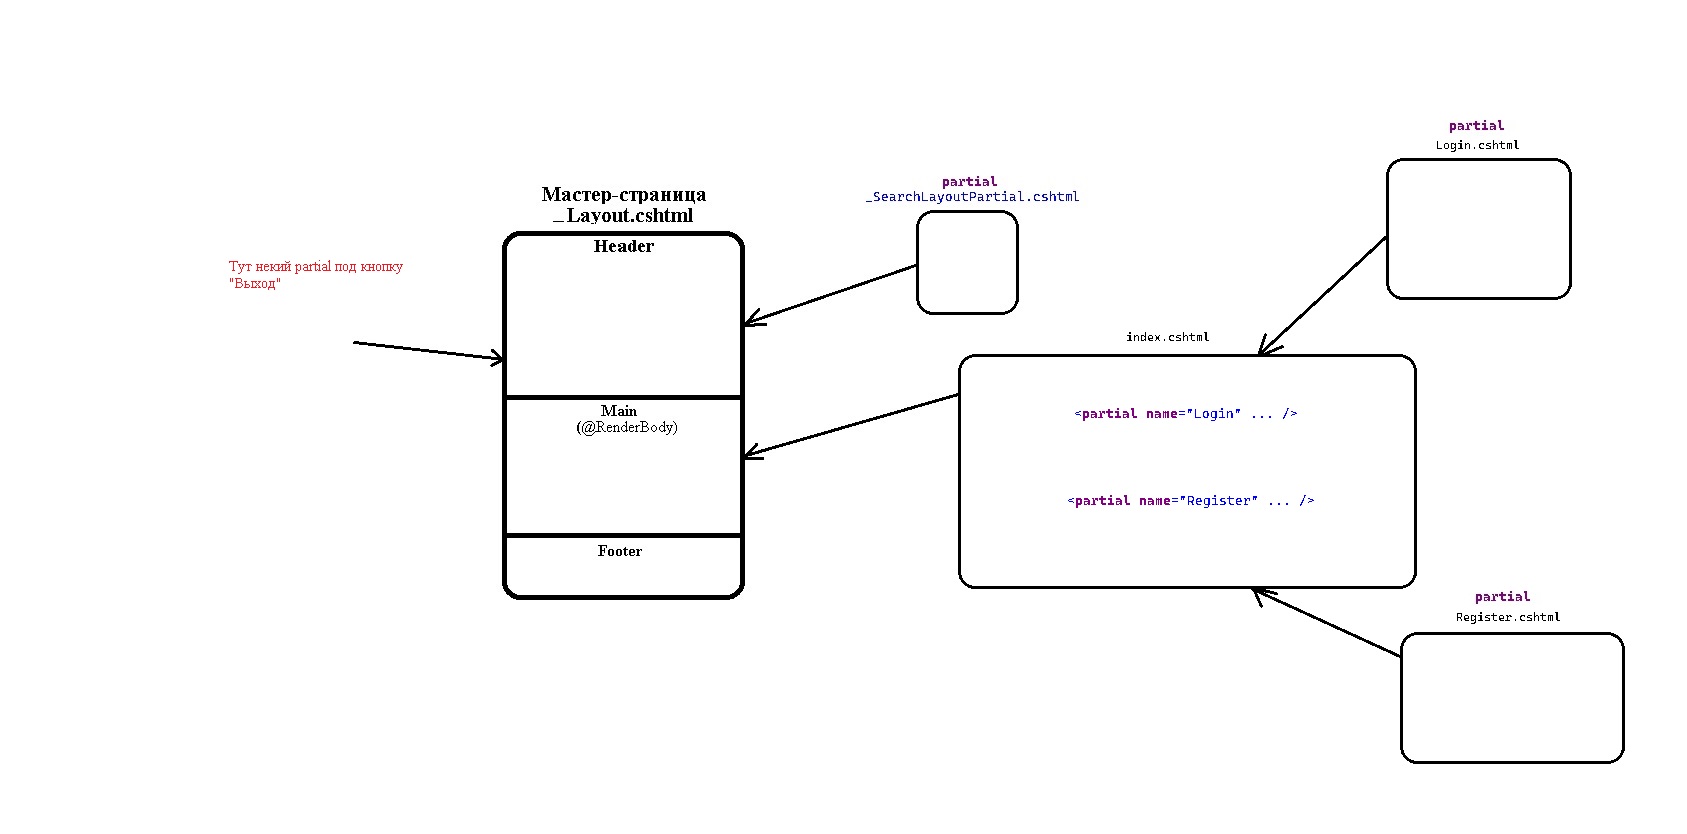 partial
Login.cshtml
partial
_SearchLayoutPartial.cshtml
Мастер-страница
_Layout.cshtml
Header
Тут некий partial под кнопку
"Выход"
index.cshtml
Main
(@RenderBody)
<partial name="Login" ... />
<partial name="Register" ... />
Footer
partial
Register.cshtml